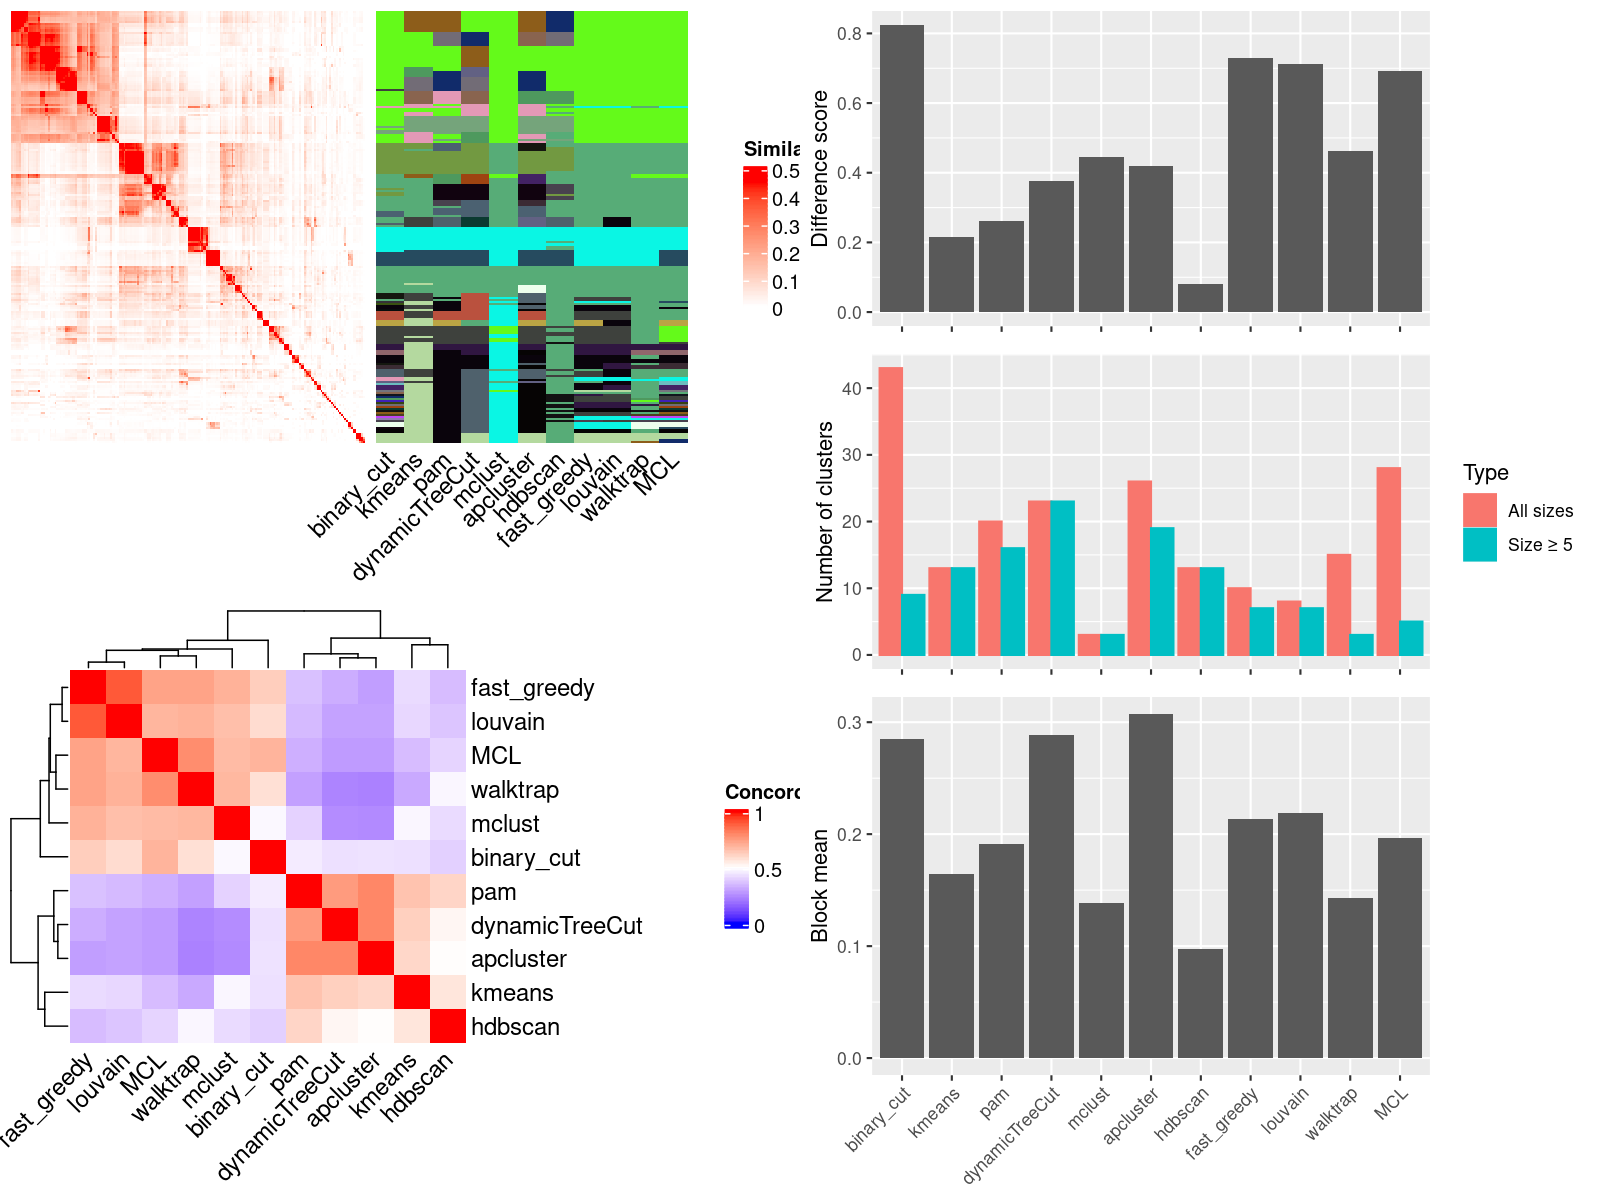 Simila
0.5
0.4
0.3
0.2
0.1
0
binary_cut
kmeans
pam
dynamicTreeCut
mclust
apcluster
hdbscan
fast_greedy
louvain
walktrap
MCL
fast_greedy
louvain
MCL
walktrap
mclust
binary_cut
pam
dynamicTreeCut
apcluster
kmeans
hdbscan
Concorc
1
0.5
0
fast_greedy
louvain
MCL
walktrap
mclust
binary_cut
pam
dynamicTreeCut
apcluster
kmeans
hdbscan
Difference score
0.8
0.6
0.4
0.2
0.0
Number of clusters
40
30
20
10
0
Type
All sizes
Size ≥ 5
Block mean
0.3
0.2
0.1
0.0
binary_cut
kmeans
pam
dynamicTreeCut
mclust
apcluster
hdbscan
fast_greedy
louvain
walktrap
MCL